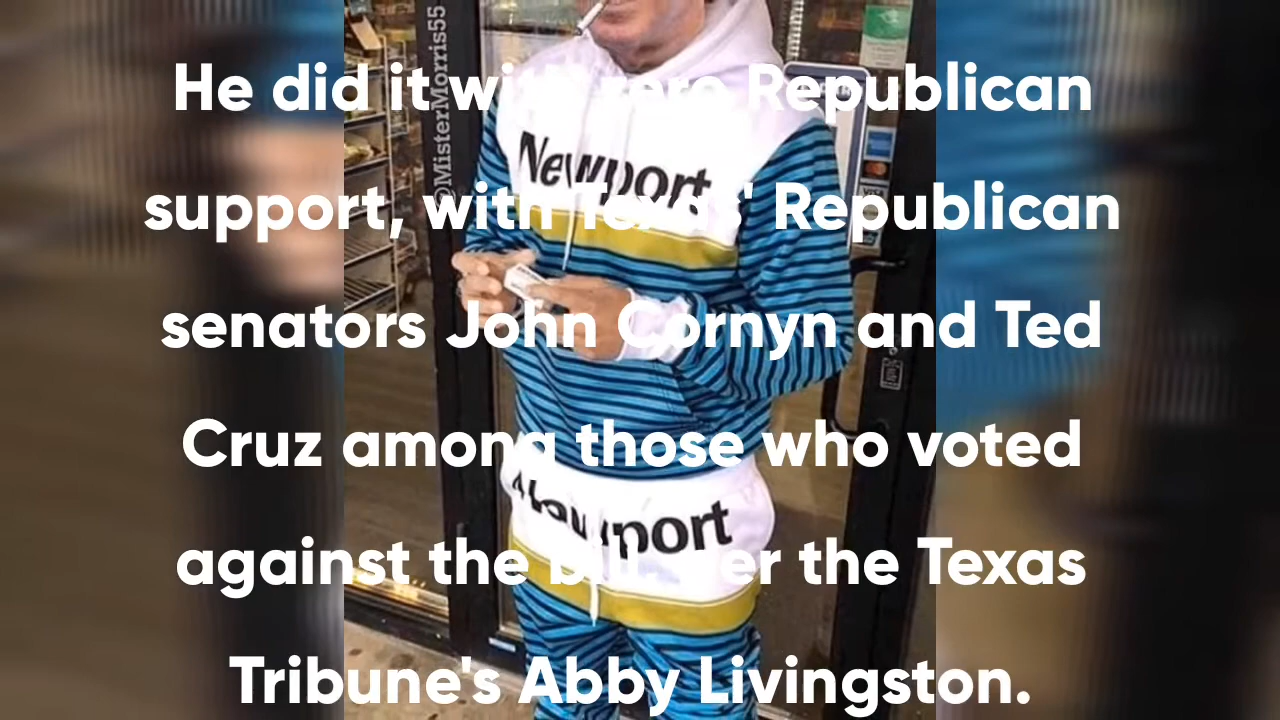 @MisterMorris55
He did it with zero Republican
support, with Texas' Republican
senators John Cornyn and Ted
Cruz among those who voted
against the bill. Per the Texas
Tribune's Abby Livingston.
Newport
Newport
VISA